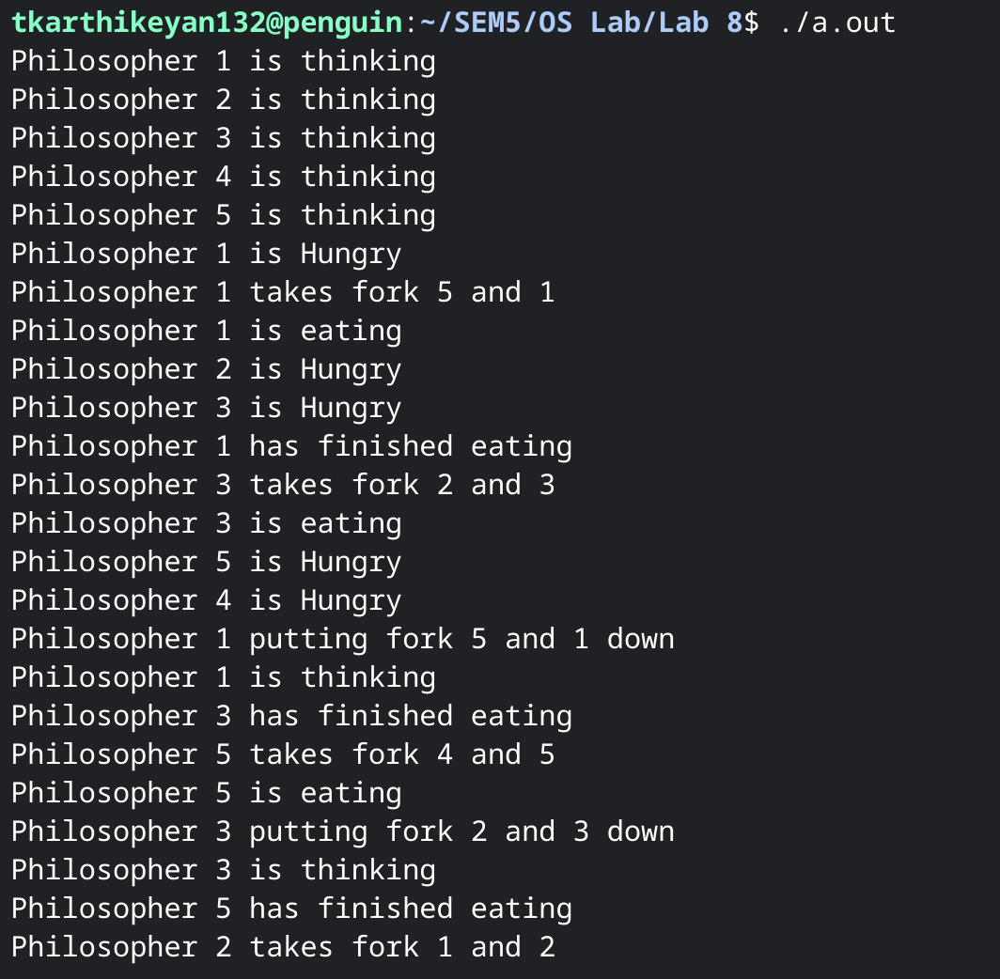 tkarthikeyan132@penguin:~/SEM5/OS Lab/Lab 8$ ./a.out
Philosopher 1 is thinking
Philosopher 2 is thinking
Philosopher 3 is thinking
Philosopher 4 is thinking
Philosopher 5 is thinking
Philosopher 1 is Hungry
Philosopher 1 takes fork 5 and 1
Philosopher 1 is eating
Philosopher 2 is Hungry
Philosopher 3 is Hungry
Philosopher 1 has finished eating
Philosopher 3 takes fork 2 and 3
Philosopher 3 is eating
Philosopher 5 is Hungry
Philosopher 4 is Hungry
Philosopher 1 putting fork 5 and 1 down
Philosopher 1 is thinking
Philosopher 3 has finished eating
Philosopher 5 takes fork 4 and 5
Philosopher 5 is eating
Philosopher 3 putting fork 2 and 3 down
Philosopher 3 is thinking
Philosopher 5 has finished eating
Philosopher 2 takes fork 1 and 2